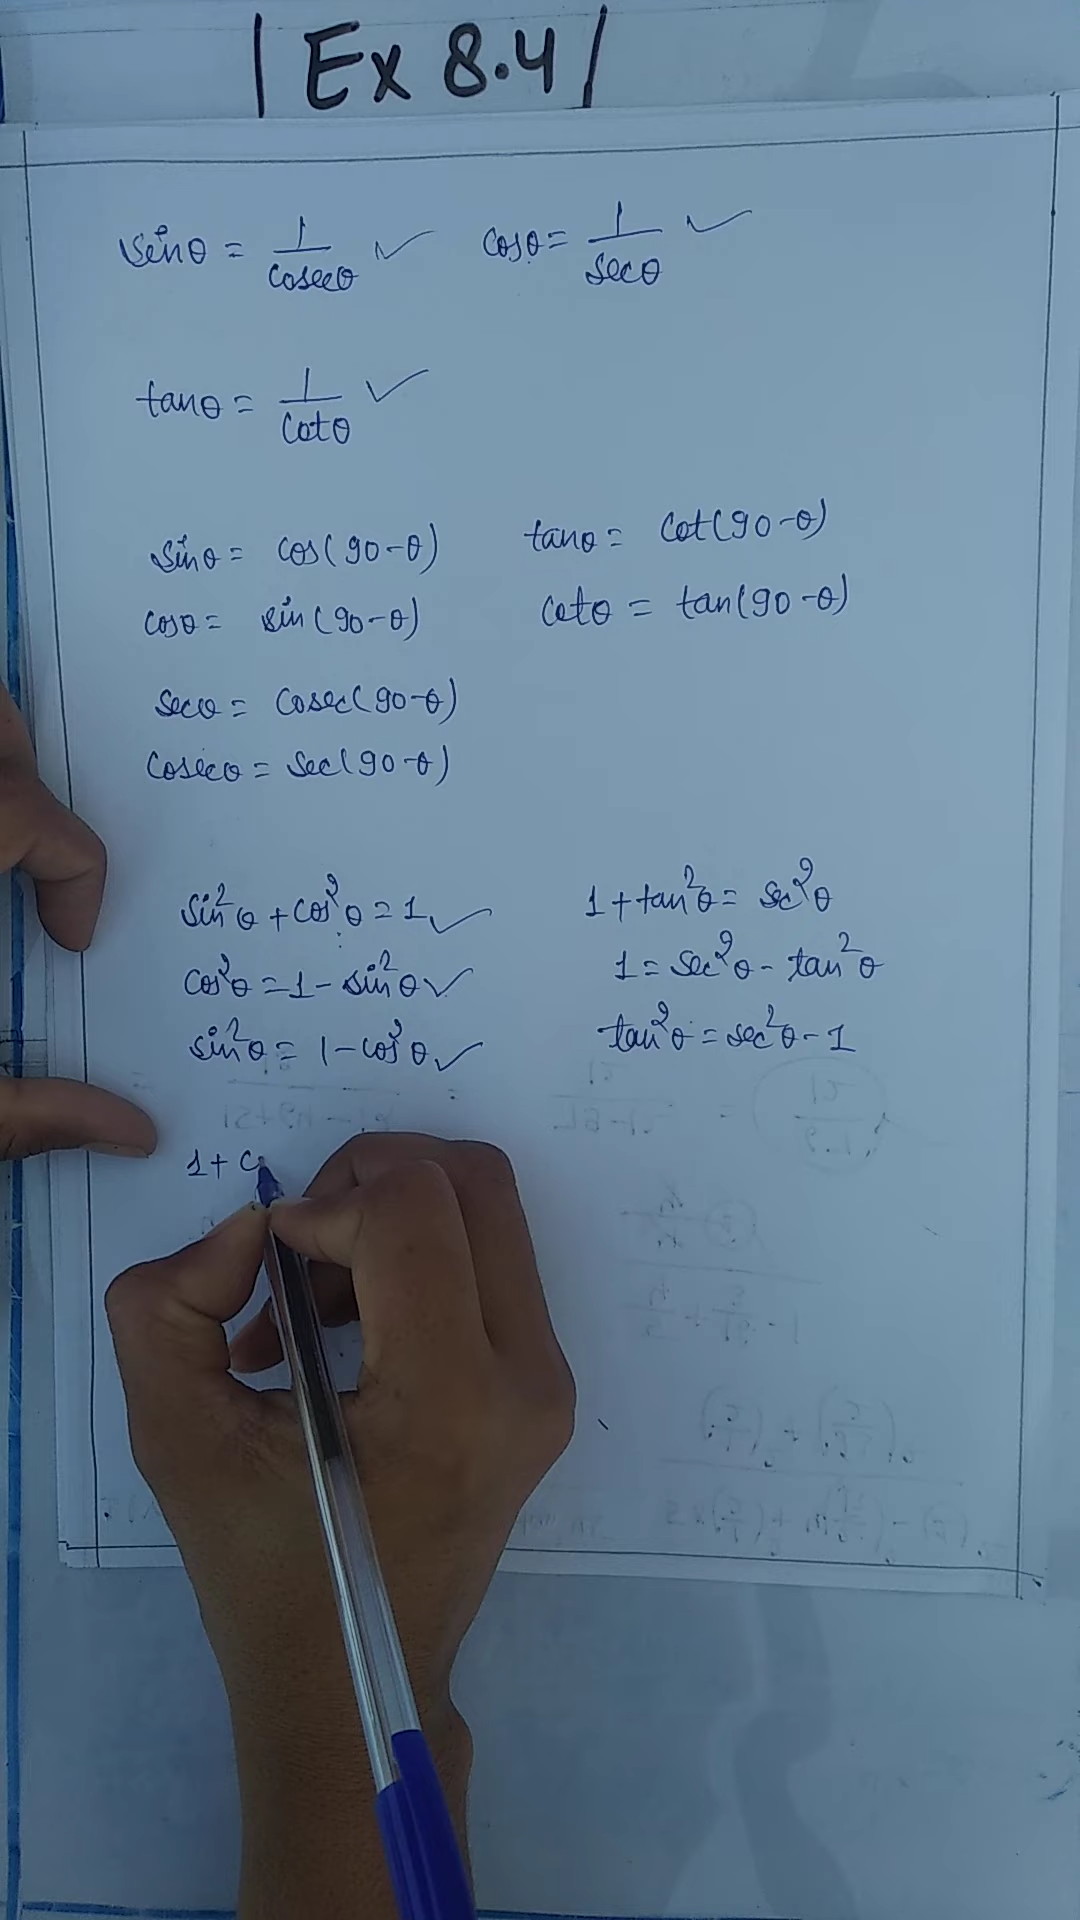 | Ex 8.4 |
sinθ = 1/cosecθ ✓ cosθ = 1/secθ ✓
tanθ = 1/cotθ ✓
sinθ = cos(90-θ) tanθ = cot(90-θ)
cosθ = sin(90-θ) cotθ = tan(90-θ)
secθ = cosec(90-θ)
cosecθ = sec(90-θ)
sin²θ + cos²θ = 1 ✓ 1 + tan²θ = sec²θ
cos²θ = 1 - sin²θ ✓ 1 = sec²θ - tan²θ
sin²θ = 1 - cos²θ ✓ tan²θ = sec²θ - 1
1 + c